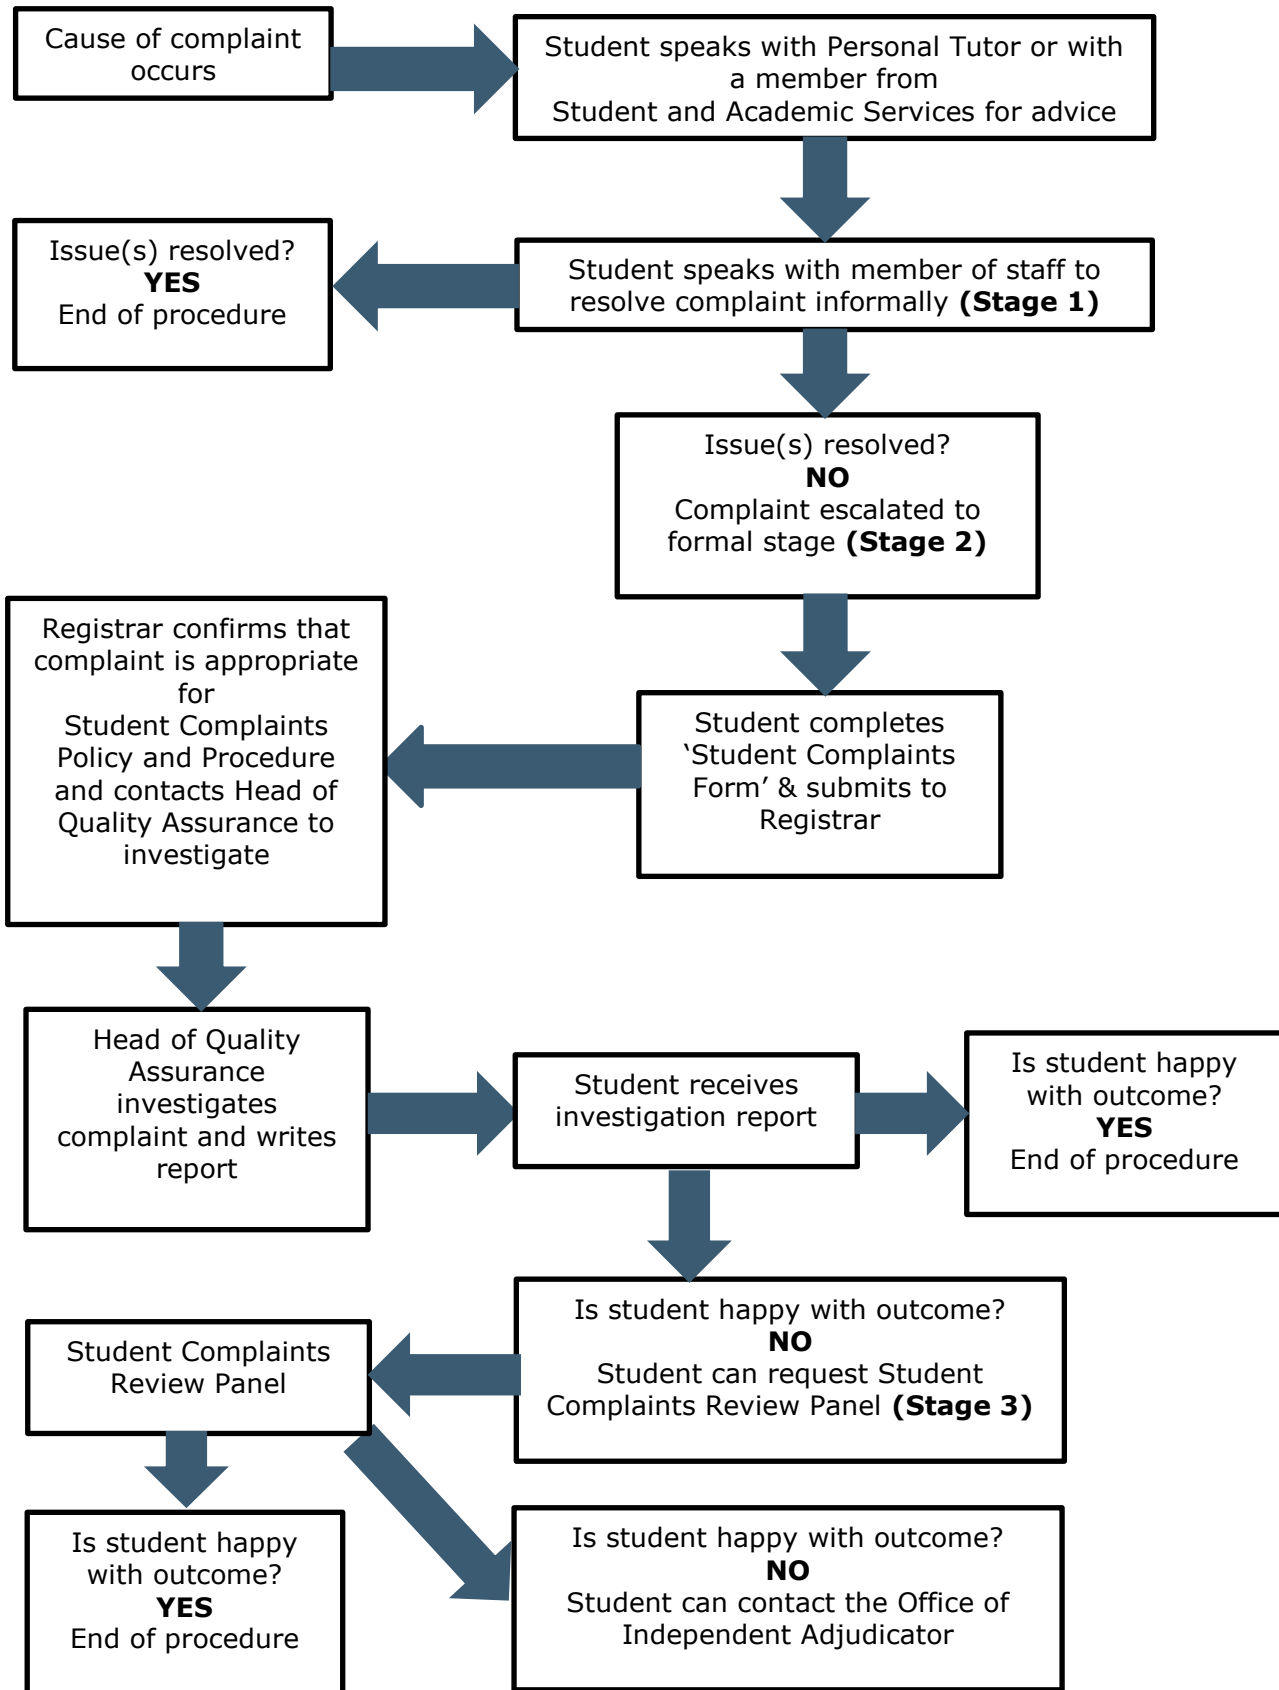 Cause of complaint
occurs
Student speaks with Personal Tutor or with
a member from
Student and Academic Services for advice
Issue(s) resolved?
YES
End of procedure
Student speaks with member of staff to
resolve complaint informally (Stage 1)
Issue(s) resolved?
NO
Complaint escalated to
formal stage (Stage 2)
Registrar confirms that
complaint is appropriate
for
Student Complaints
Policy and Procedure
and contacts Head of
Quality Assurance to
investigate
Student completes
‘Student Complaints
Form’ & submits to
Registrar
Head of Quality
Assurance
investigates
complaint and writes
report
Student receives
investigation report
Is student happy
with outcome?
YES
End of procedure
Is student happy with outcome?
NO
Student can request Student
Complaints Review Panel (Stage 3)
Student Complaints
Review Panel
Is student happy
with outcome?
YES
End of procedure
Is student happy with outcome?
NO
Student can contact the Office of
Independent Adjudicator